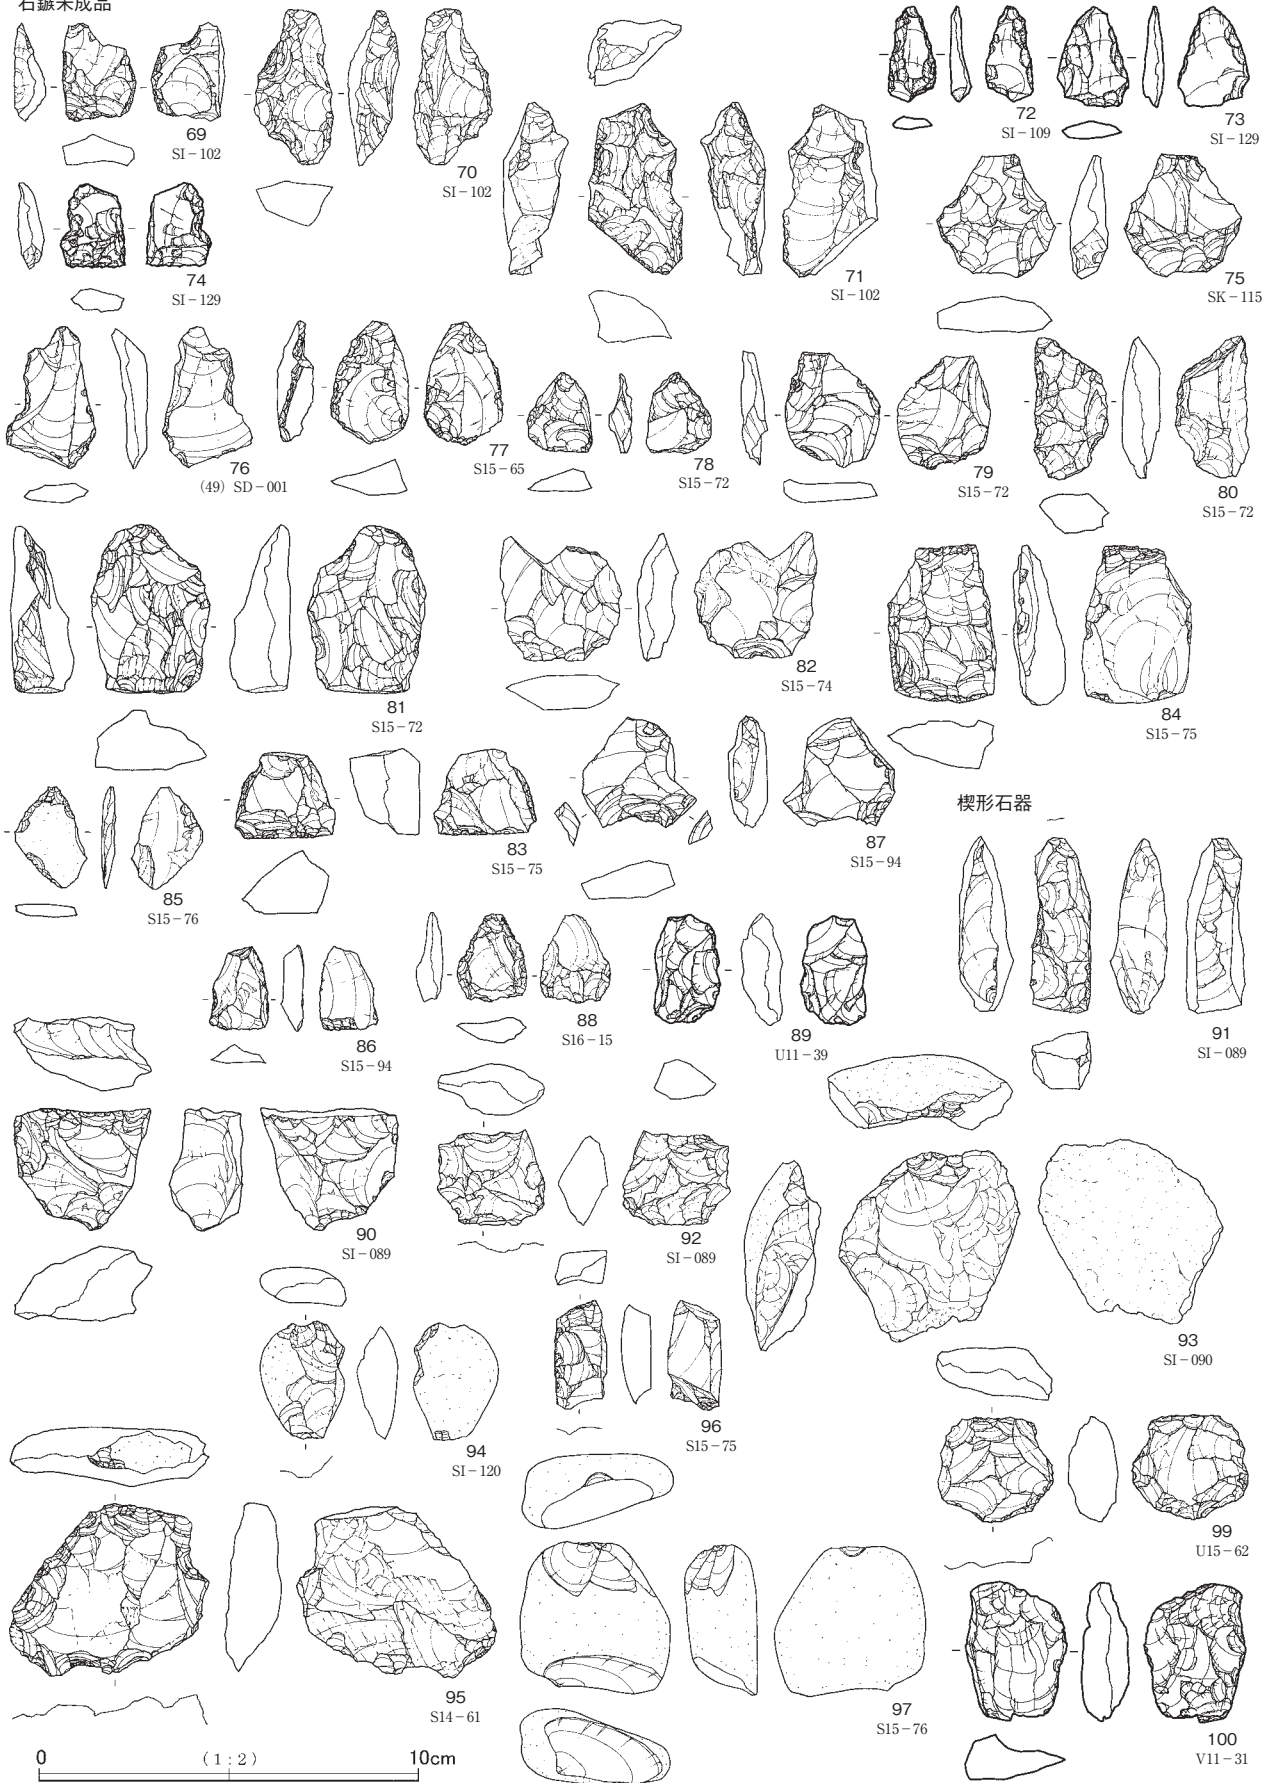 石鏃未成品
69
SI-102
70
SI-102
71
SI-102
72
SI-109
73
SI-129
74
SI-129
75
SK-115
76
(49) SD-001
77
S15-65
78
S15-72
79
S15-72
80
S15-72
81
S15-72
82
S15-74
84
S15-75
83
S15-75
87
S15-94
85
S15-76
楔形石器
86
S15-94
88
S16-15
89
U11-39
91
SI-089
90
SI-089
92
SI-089
93
SI-090
94
SI-120
96
S15-75
99
U15-62
95
S14-61
97
S15-76
100
V11-31
0 (1:2) 10cm